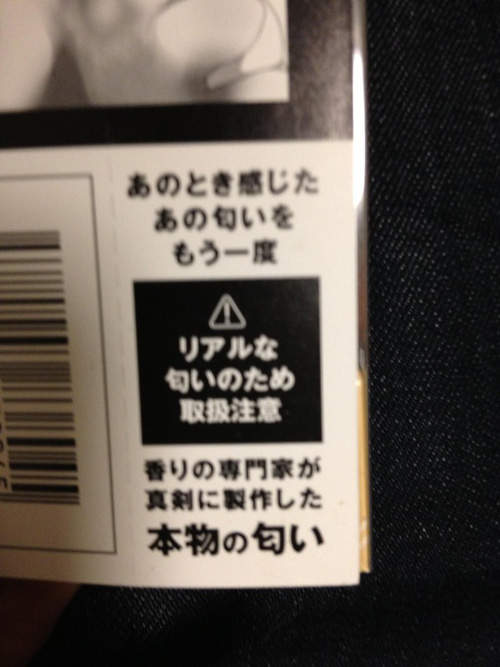 あのとき感じた
あの匂いを
もう一度
リアルな
匂いのため
取扱注意
香りの専門家が
真剣に製作した
本物の匂い